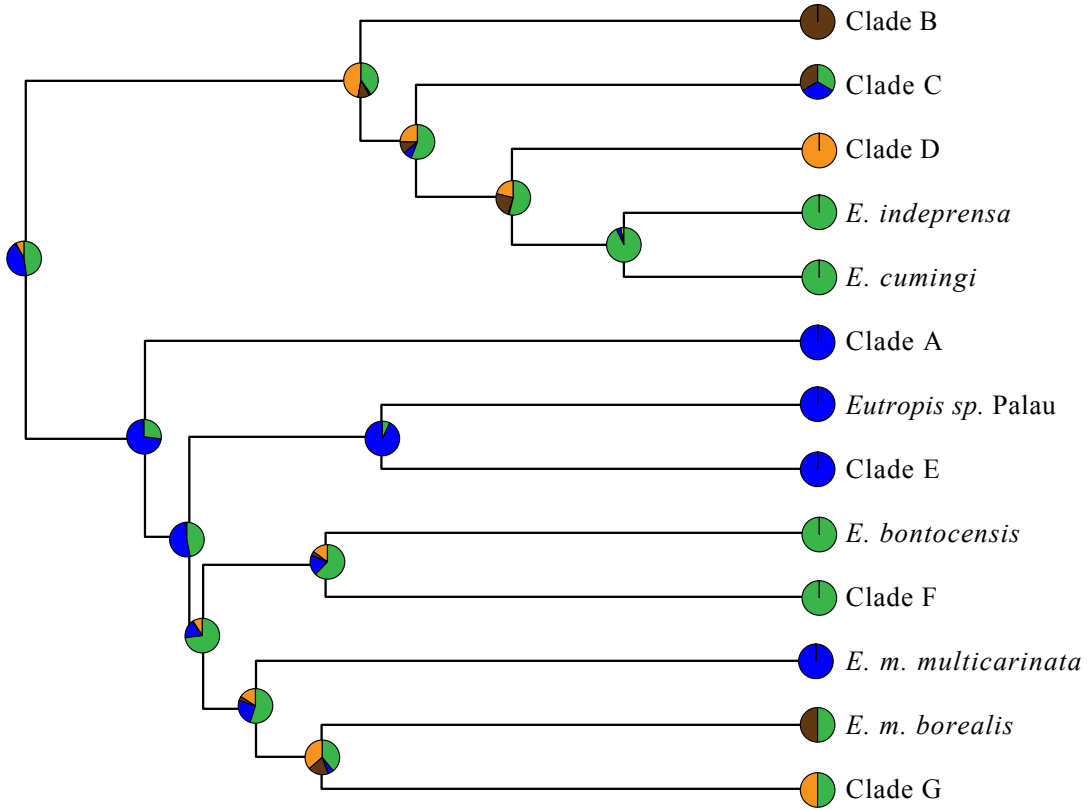 Clade B
Clade C
Clade D
E. indeprensa
E. cumingi
Clade A
Eutropis sp. Palau
Clade E
E. bontocensis
Clade F
E. m. multicarinata
E. m. borealis
Clade G